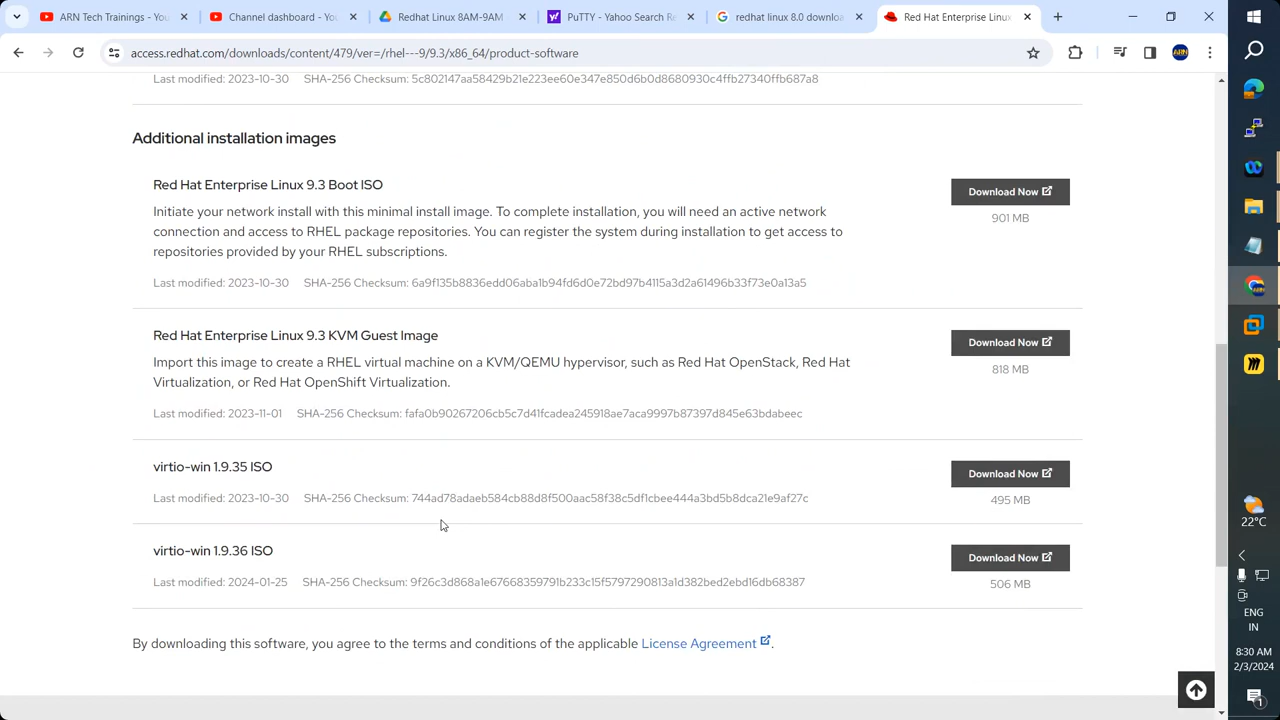 ARN Tech Trainings - You
Channel dashboard - You
Redhat Linux 8AM-9AM
PuTTY - Yahoo Search Re
redhat linux 8.0 downloa
Red Hat Enterprise Linux
access.redhat.com/downloads/content/479/ver=/rhel---9/9.3/x86_64/product-software
Last modified: 2023-10-30 SHA-256 Checksum: 5c802147aa58429b21e223ee60e347e850d6b0d8680930c4ffb27340ffb687a8
Additional installation images
Red Hat Enterprise Linux 9.3 Boot ISO
Download Now
Initiate your network install with this minimal install image. To complete installation, you will need an active network
901 MB
connection and access to RHEL package repositories. You can register the system during installation to get access to
repositories provided by your RHEL subscriptions.
Last modified: 2023-10-30 SHA-256 Checksum: 6a9f135b8836edd06aba1b94fd6d0e72bd97b4115a3d2a61496b33f73e0a13a5
Red Hat Enterprise Linux 9.3 KVM Guest Image
Download Now
Import this image to create a RHEL virtual machine on a KVM/QEMU hypervisor, such as Red Hat OpenStack, Red Hat
818 MB
Virtualization, or Red Hat OpenShift Virtualization.
Last modified: 2023-11-01 SHA-256 Checksum: fafa0b90267206cb5c7d41fcadea245918ae7aca9997b87397d845e63bdabeec
virtio-win 1.9.35 ISO
Download Now
Last modified: 2023-10-30 SHA-256 Checksum: 744ad78adaeb584cb88d8f500aac58f38c5df1cbee444a3bd5b8dca21e9af27c
495 MB
virtio-win 1.9.36 ISO
Download Now
Last modified: 2024-01-25 SHA-256 Checksum: 9f26c3d868a1e67668359791b233c15f5797290813a1d382bed2ebd16db68387
506 MB
By downloading this software, you agree to the terms and conditions of the applicable License Agreement.
ARN
22°C
ENG
IN
8:30 AM
2/3/2024
1